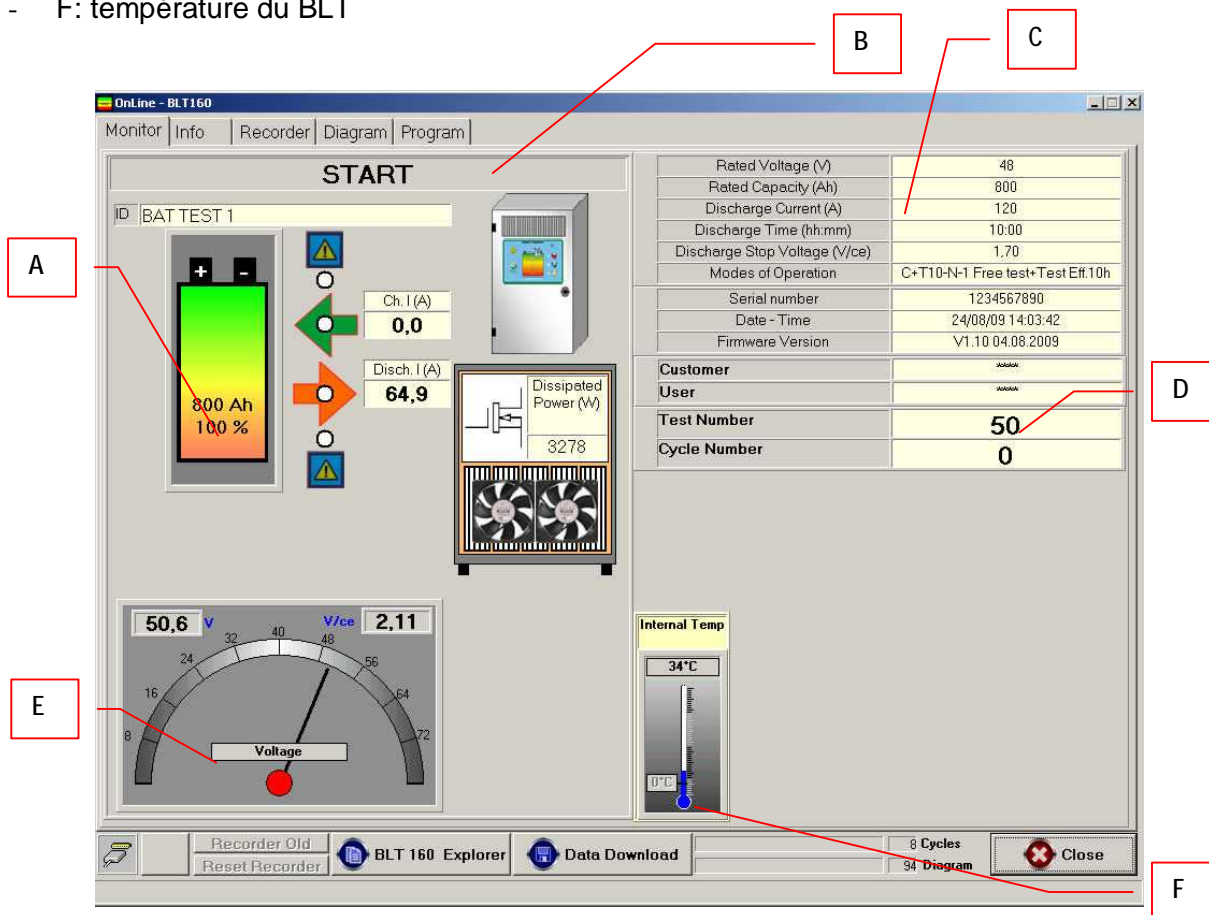 - F: température du BLT
B
C
OnLine - BLT160
Monitor Info Recorder Diagram Program
START
ID BAT TEST 1
Rated Voltage (V) 48
Rated Capacity (Ah) 800
Discharge Current (A) 120
Discharge Time (hh:mm) 10:00
Discharge Stop Voltage (V/ce) 1,70
Modes of Operation C+T10-N-1 Free test+Test Eff.10h
Serial number 1234567890
Date - Time 24/08/09 14:03:42
Firmware Version V1.10 04.08.2009
Customer ****
User ****
Test Number 50
Cycle Number 0
A
D
+ -
Ch. I (A)
0,0
Disch. I (A)
64,9
800 Ah
100 %
Dissipated
Power (W)
3278
50,6 V V/ce 2,11
8 16 24 32 40 48 56 64 72
Voltage
E
Internal Temp
34°C
0°C
Recorder Old
Reset Recorder
BLT 160 Explorer
Data Download
8 Cycles
94 Diagram
Close
F